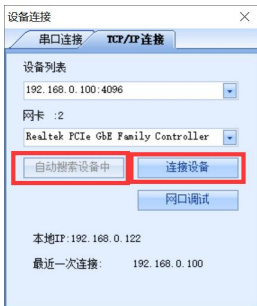 设备连接
串口连接 TCP/IP连接
设备列表
192.168.0.100:4096
网卡 :2
Realtek PCIe GbE Family Controller
自动搜索设备中 连接设备
网口调试
本地IP:192.168.0.122
最近一次连接: 192.168.0.100